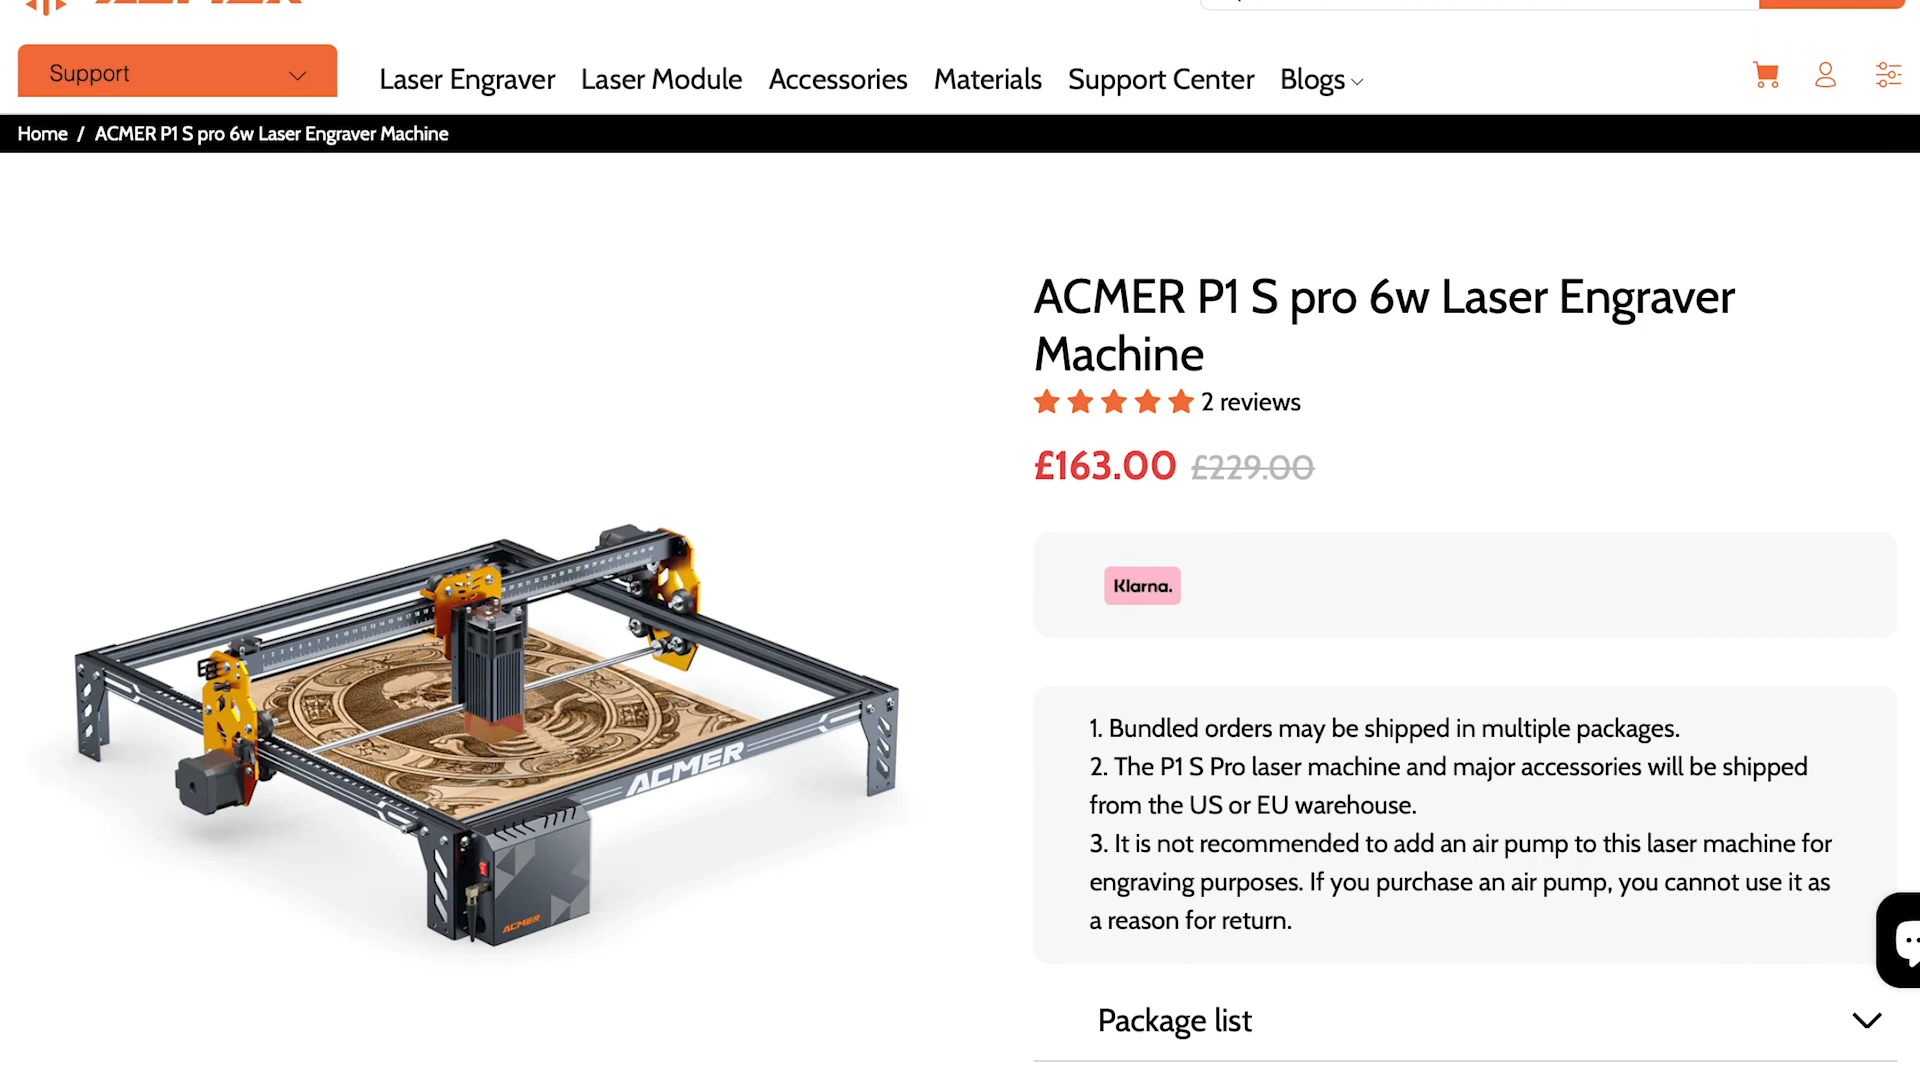 Support
Laser Engraver Laser Module Accessories Materials Support Center Blogs
Home / ACMER P1 S pro 6w Laser Engraver Machine
ACMER P1 S pro 6w Laser Engraver
Machine
2 reviews
£163.00 £229.00
Klarna.
1. Bundled orders may be shipped in multiple packages.
2. The P1 S Pro laser machine and major accessories will be shipped
from the US or EU warehouse.
3. It is not recommended to add an air pump to this laser machine for
engraving purposes. If you purchase an air pump, you cannot use it as
a reason for return.
ACMER
ACMER
Package list